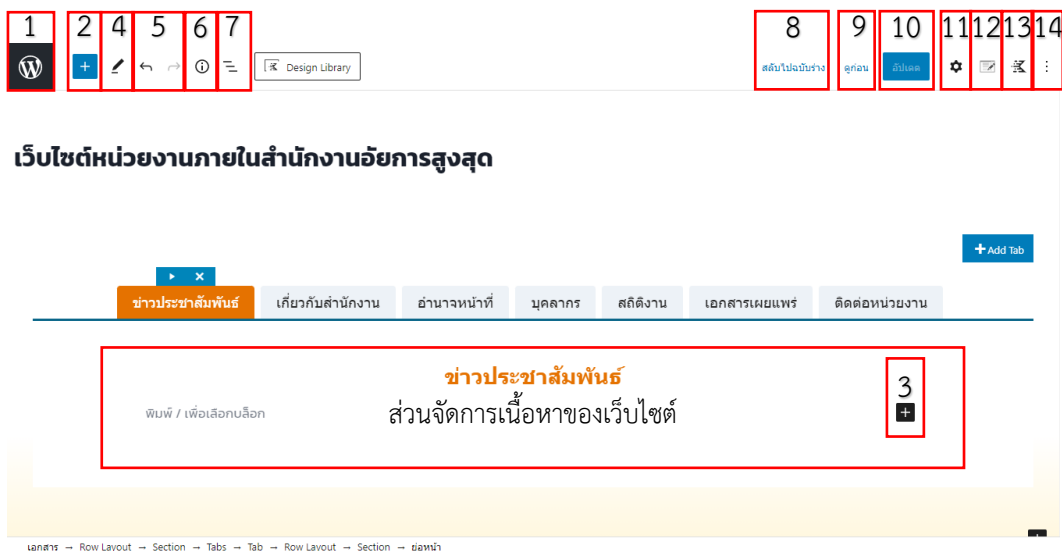 1 2 4 5 6 7 8 9 10 11 12 13 14
Design Library สลับไปฉบับร่าง ดูก่อน อัปเดต
เว็บไซต์หน่วยงานภายในสำนักงานอัยการสูงสุด
+ Add Tab
ข่าวประชาสัมพันธ์ เกี่ยวกับสำนักงาน อำนาจหน้าที่ บุคลากร สถิติงาน เอกสารเผยแพร่ ติดต่อหน่วยงาน
ข่าวประชาสัมพันธ์
3
พิมพ์ / เพื่อเลือกบล็อก ส่วนจัดการเนื้อหาของเว็บไซต์
เอกสาร → Row Layout → Section → Tabs → Tab → Row Layout → Section → ย่อหน้า